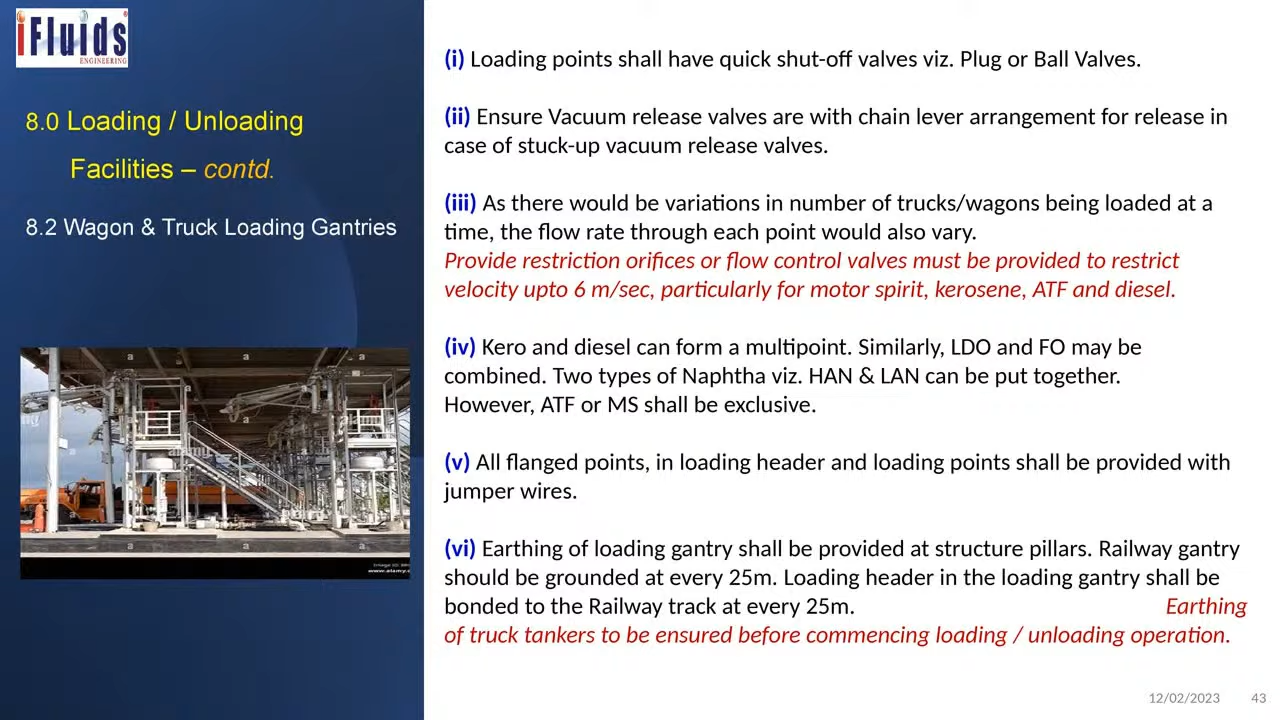 iFluids
ENGINEERING
8.0 Loading / Unloading
Facilities – contd.
8.2 Wagon & Truck Loading Gantries
(i) Loading points shall have quick shut-off valves viz. Plug or Ball Valves.
(ii) Ensure Vacuum release valves are with chain lever arrangement for release in
case of stuck-up vacuum release valves.
(iii) As there would be variations in number of trucks/wagons being loaded at a
time, the flow rate through each point would also vary.
Provide restriction orifices or flow control valves must be provided to restrict
velocity upto 6 m/sec, particularly for motor spirit, kerosene, ATF and diesel.
(iv) Kero and diesel can form a multipoint. Similarly, LDO and FO may be
combined. Two types of Naphtha viz. HAN & LAN can be put together.
However, ATF or MS shall be exclusive.
(v) All flanged points, in loading header and loading points shall be provided with
jumper wires.
(vi) Earthing of loading gantry shall be provided at structure pillars. Railway gantry
should be grounded at every 25m. Loading header in the loading gantry shall be
bonded to the Railway track at every 25m. Earthing
of truck tankers to be ensured before commencing loading / unloading operation.
alamy
12/02/2023 43